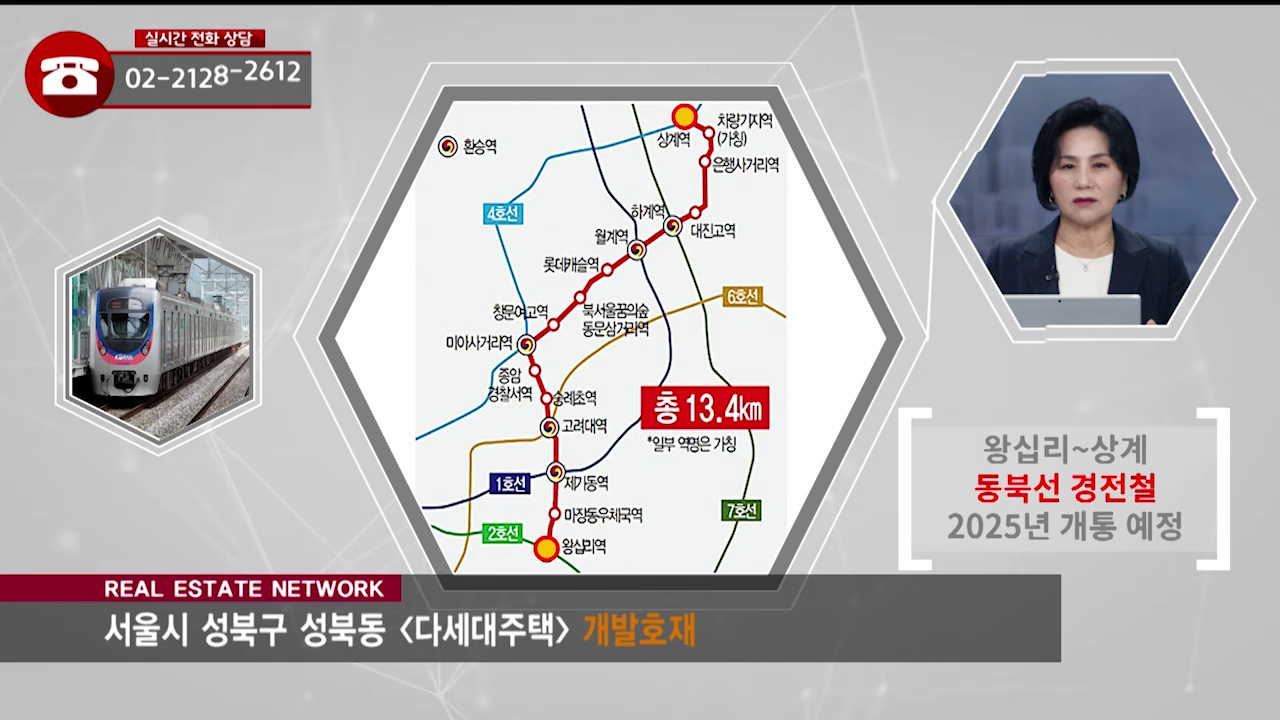 실시간 전화 상담
02-2128-2612
환승역
상계역
차량기지역
(가칭)
은행사거리역
4호선
하계역
대진고역
월계역
롯데캐슬역
6호선
창문여고역
북서울꿈의숲
동문삼거리역
미아사거리역
종암
경찰서역
숭례초역
총 13.4km
고려대역
*일부 역명은 가칭
1호선
제기동역
7호선
마장동우체국역
2호선
왕십리역
왕십리~상계
동북선 경전철
2025년 개통 예정
REAL ESTATE NETWORK
서울시 성북구 성북동 <다세대주택> 개발호재